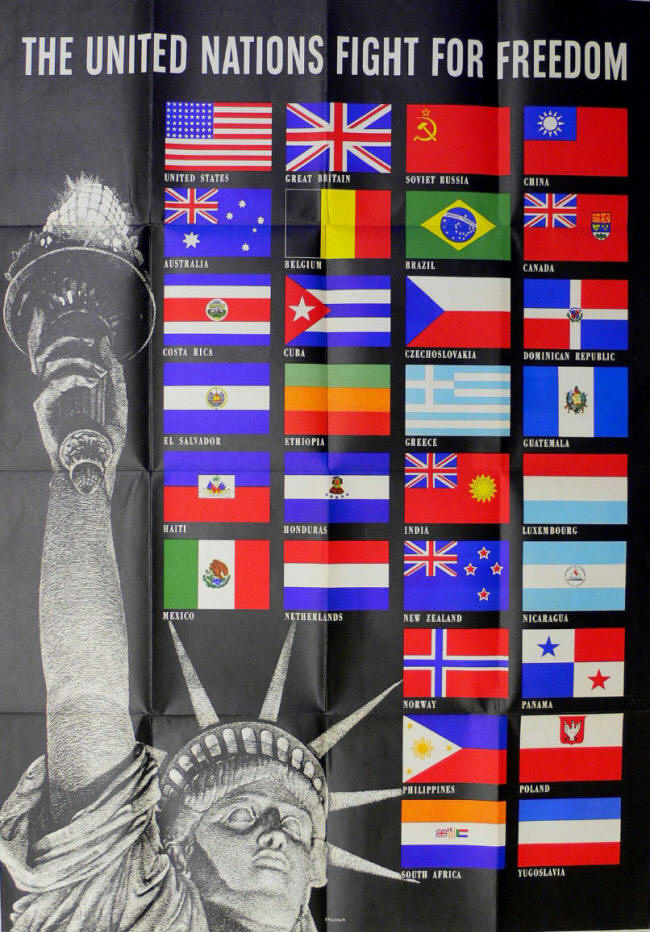 THE UNITED NATIONS FIGHT FOR FREEDOM
UNITED STATES
GREAT BRITAIN
SOVIET RUSSIA
CHINA
AUSTRALIA
BELGIUM
BRAZIL
CANADA
COSTA RICA
CUBA
CZECHOSLOVAKIA
DOMINICAN REPUBLIC
EL SALVADOR
ETHIOPIA
GREECE
GUATEMALA
HAITI
HONDURAS
INDIA
LUXEMBOURG
MEXICO
NETHERLANDS
NEW ZEALAND
NICARAGUA
NORWAY
PANAMA
PHILIPPINES
POLAND
SOUTH AFRICA
YUGOSLAVIA